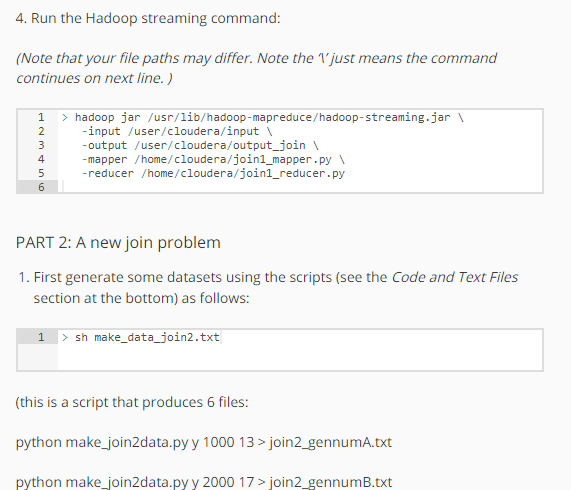 4. Run the Hadoop streaming command:
(Note that your file paths may differ. Note the '\' just means the command
continues on next line. )
1 > hadoop jar /usr/lib/hadoop-mapreduce/hadoop-streaming.jar \
2 -input /user/cloudera/input \
3 -output /user/cloudera/output_join \
4 -mapper /home/cloudera/join1_mapper.py \
5 -reducer /home/cloudera/join1_reducer.py
6
PART 2: A new join problem
1. First generate some datasets using the scripts (see the Code and Text Files
section at the bottom) as follows:
1 > sh make_data_join2.txt
(this is a script that produces 6 files:
python make_join2data.py y 1000 13 > join2_gennumA.txt
python make_join2data.py y 2000 17 > join2_gennumB.txt